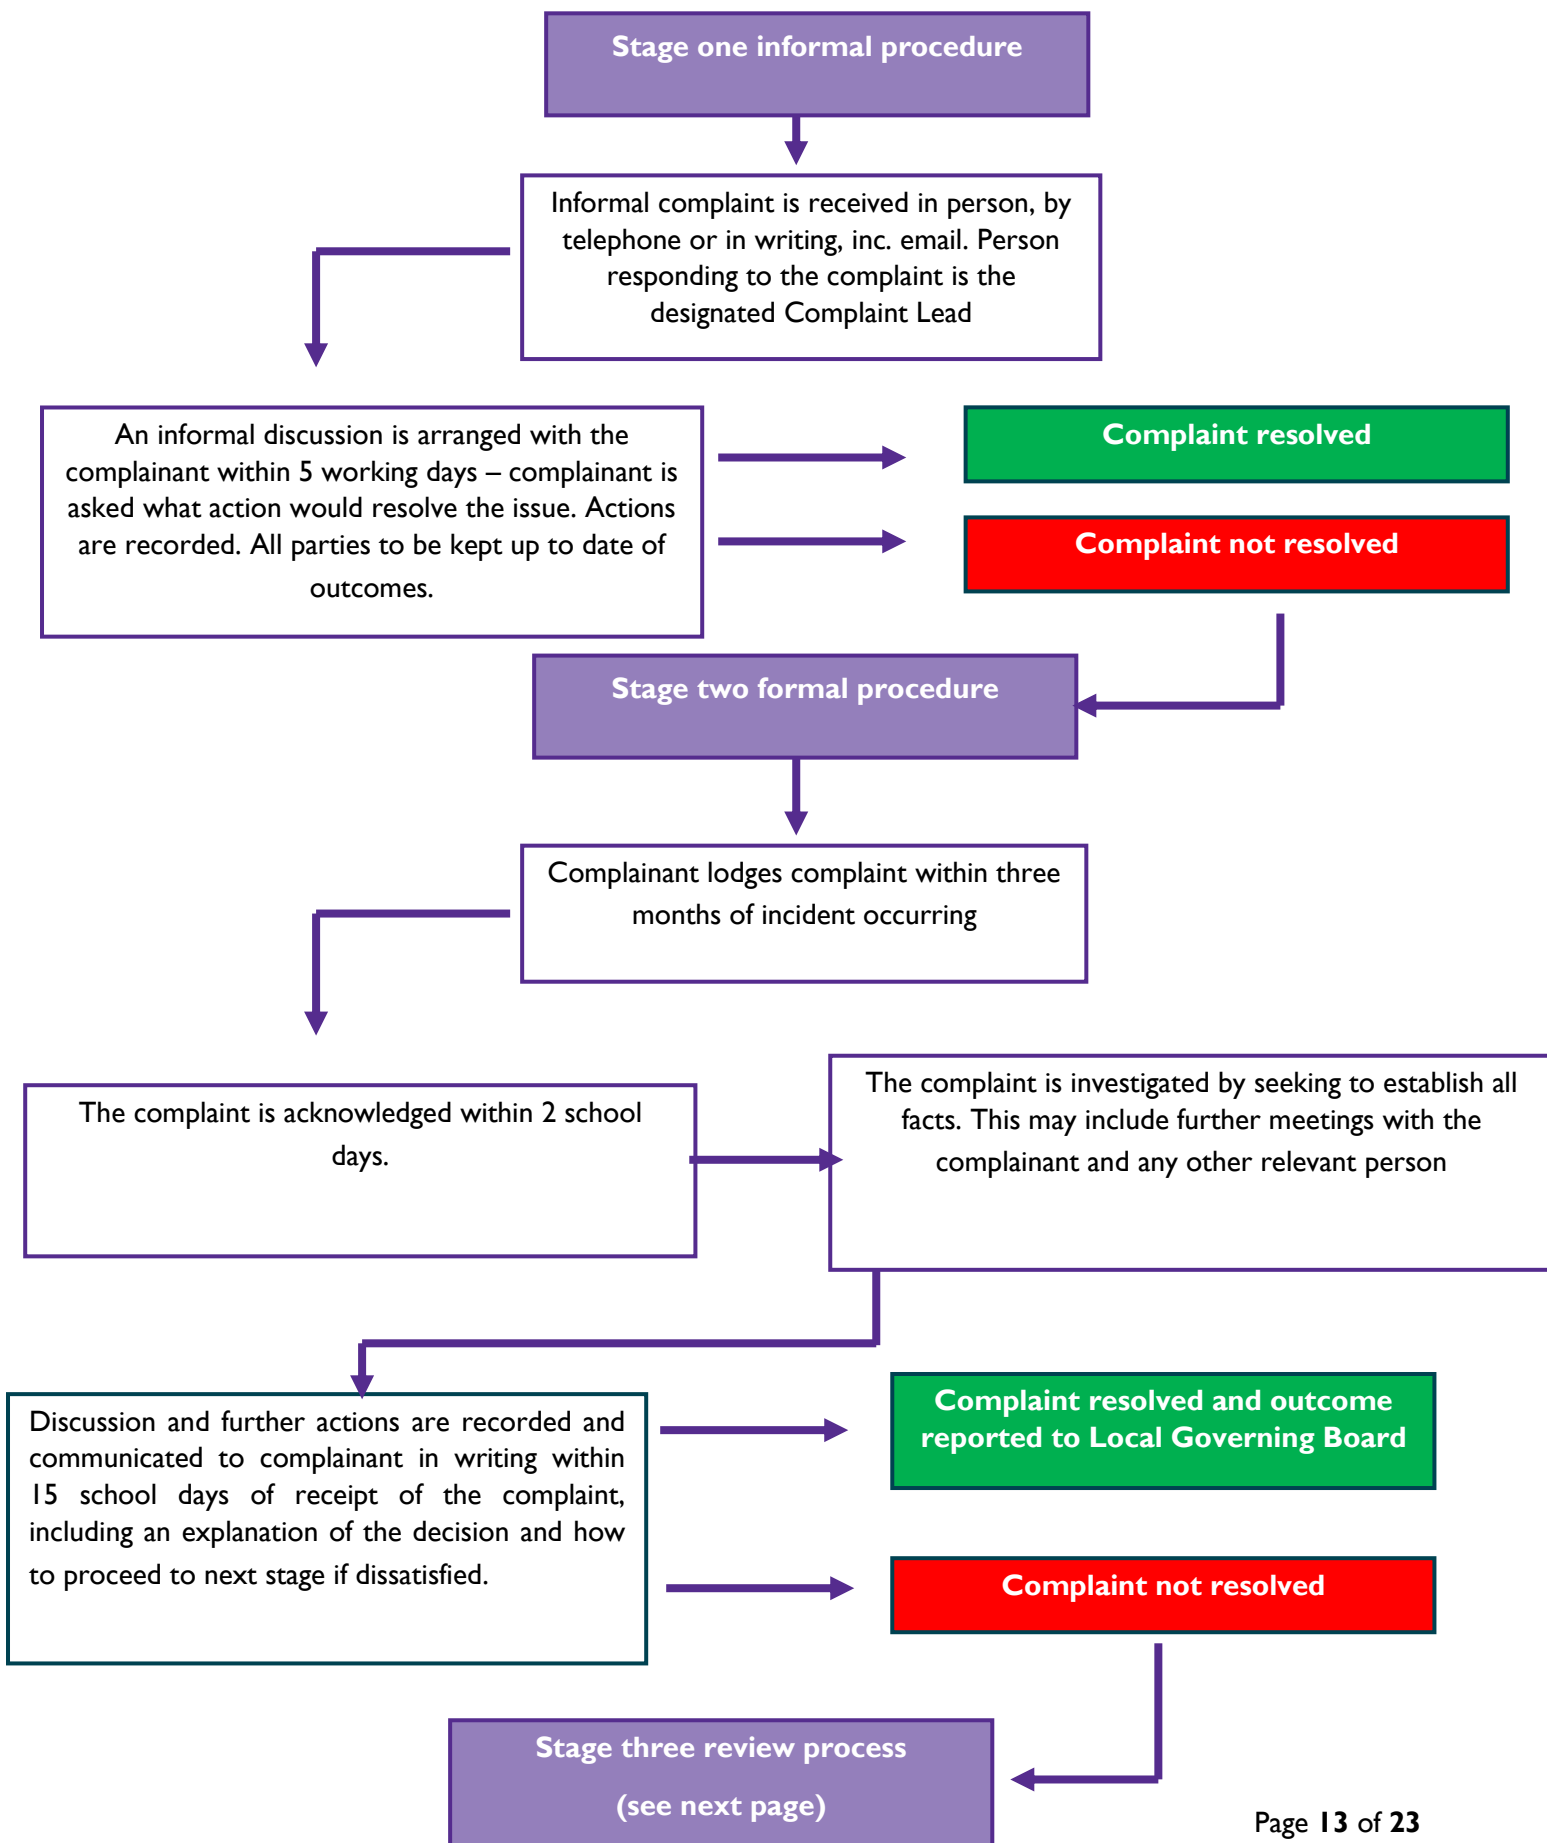 Stage one informal procedure
Informal complaint is received in person, by
telephone or in writing, inc. email. Person
responding to the complaint is the
designated Complaint Lead
An informal discussion is arranged with the
complainant within 5 working days – complainant is
asked what action would resolve the issue. Actions
are recorded. All parties to be kept up to date of
outcomes.
Complaint resolved
Complaint not resolved
Stage two formal procedure
Complainant lodges complaint within three
months of incident occurring
The complaint is acknowledged within 2 school
days.
The complaint is investigated by seeking to establish all
facts. This may include further meetings with the
complainant and any other relevant person
Discussion and further actions are recorded and
communicated to complainant in writing within
15 school days of receipt of the complaint,
including an explanation of the decision and how
to proceed to next stage if dissatisfied.
Complaint resolved and outcome
reported to Local Governing Board
Complaint not resolved
Stage three review process
(see next page)
Page 13 of 23